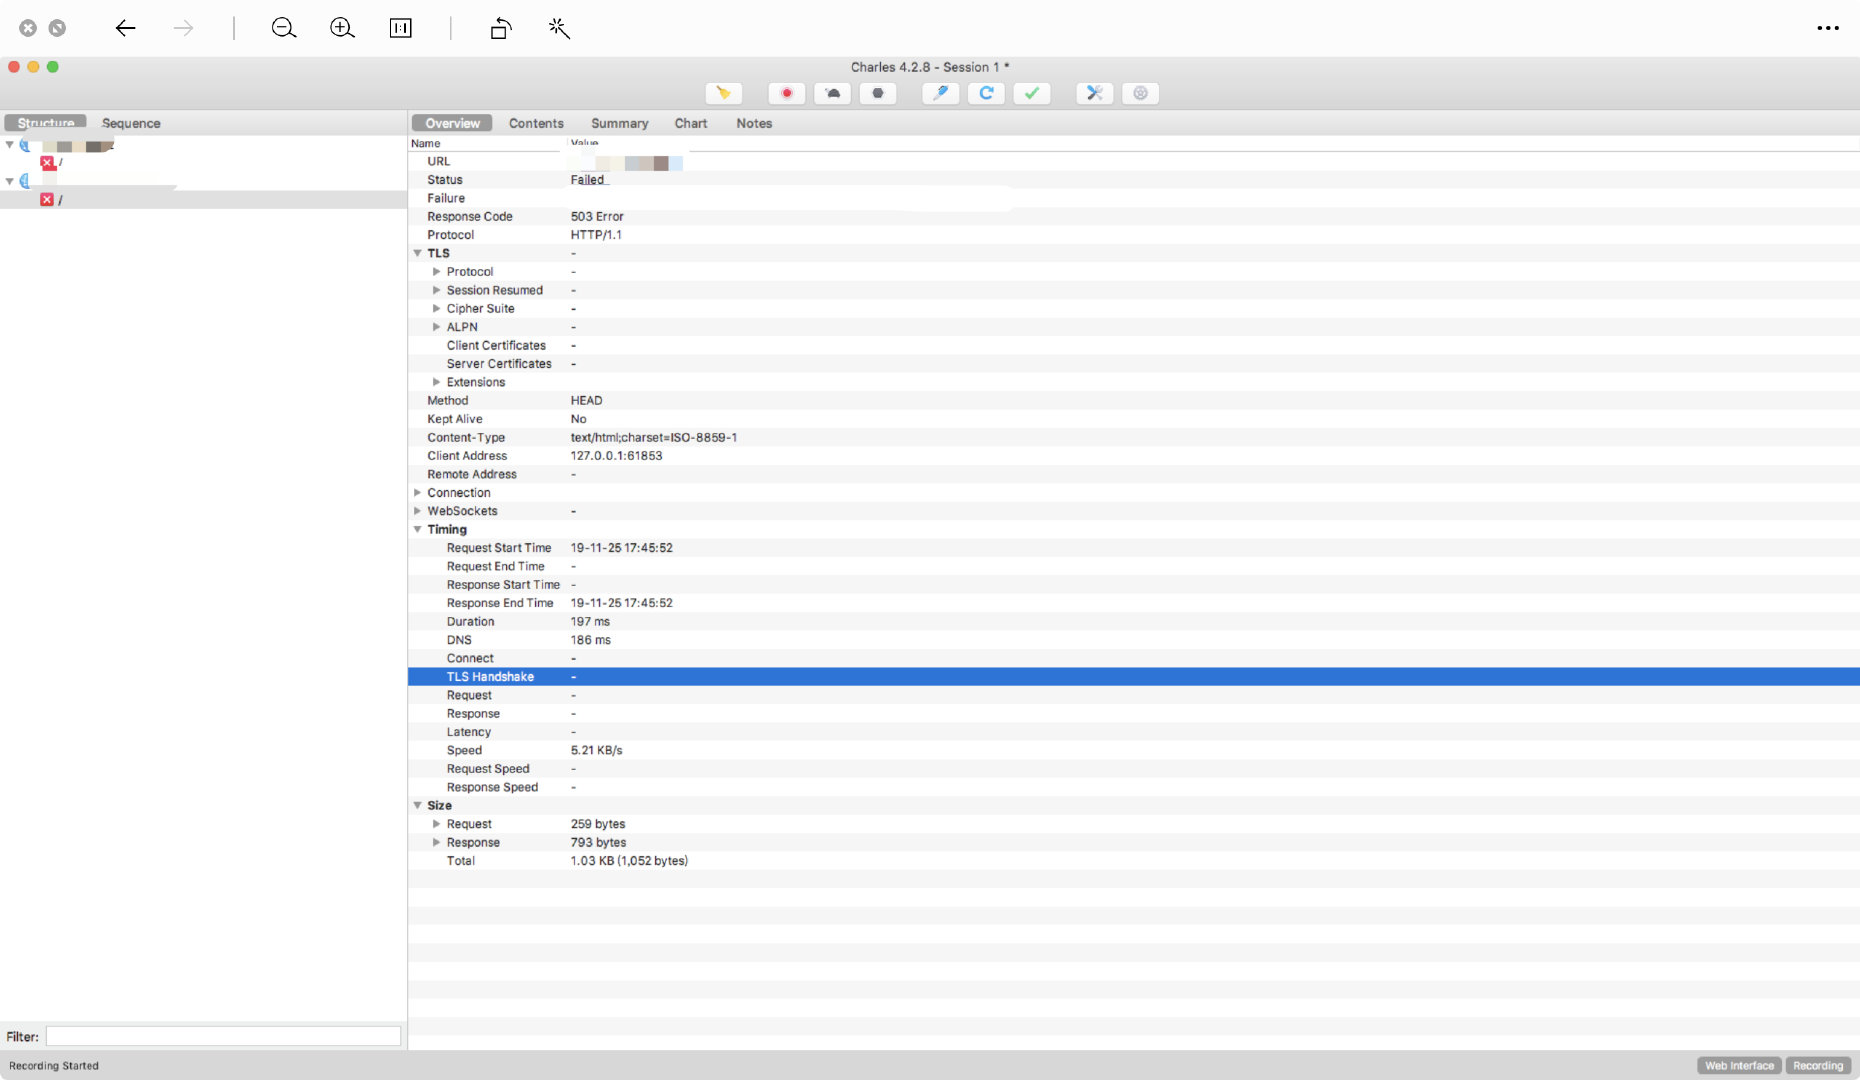 Charles 4.2.8 - Session 1 *
Structure Sequence
/
/
Overview Contents Summary Chart Notes
Name Value
URL
Status Failed
Failure
Response Code 503 Error
Protocol HTTP/1.1
TLS -
Protocol -
Session Resumed -
Cipher Suite -
ALPN -
Client Certificates -
Server Certificates -
Extensions
Method HEAD
Kept Alive No
Content-Type text/html;charset=ISO-8859-1
Client Address 127.0.0.1:61853
Remote Address -
Connection
WebSockets -
Timing
Request Start Time 19-11-25 17:45:52
Request End Time -
Response Start Time -
Response End Time 19-11-25 17:45:52
Duration 197 ms
DNS 186 ms
Connect -
TLS Handshake -
Request -
Response -
Latency -
Speed 5.21 KB/s
Request Speed -
Response Speed -
Size
Request 259 bytes
Response 793 bytes
Total 1.03 KB (1,052 bytes)
Filter:
Recording Started
Web Interface Recording